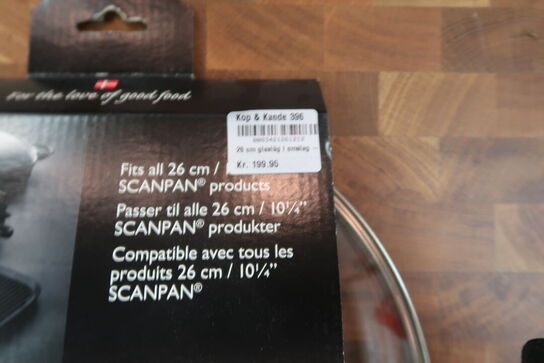 For the love of good food
Kop & Kande 396
26 cm glaslåg i omslag
Kr. 199.95
Fits all 26 cm /
SCANPAN® products
Passer til alle 26 cm / 10¼"
SCANPAN® produkter
Compatible avec tous les
produits 26 cm / 10¼"
SCANPAN®